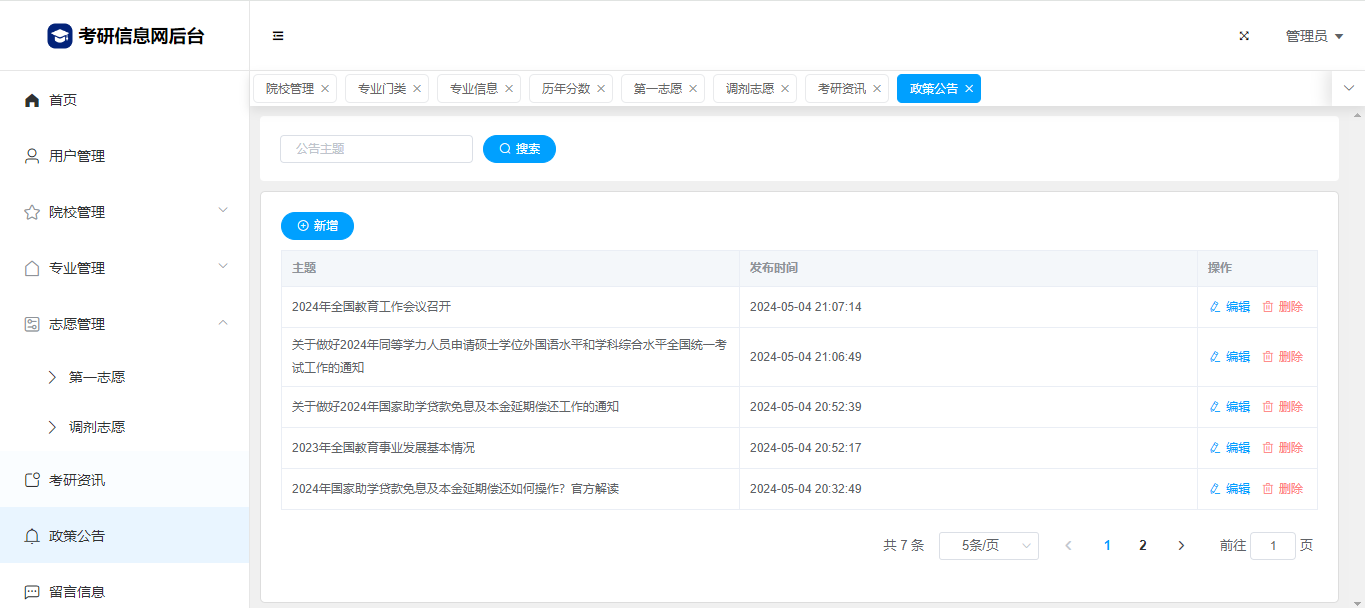 考研信息网后台
管理员
首页
用户管理
院校管理
专业管理
志愿管理
第一志愿
调剂志愿
考研资讯
政策公告
留言信息
院校管理 专业门类 专业信息 历年分数 第一志愿 调剂志愿 考研资讯 政策公告
公告主题 搜索
新增
主题 发布时间 操作
2024年全国教育工作会议召开 2024-05-04 21:07:14 编辑 删除
关于做好2024年同等学力人员申请硕士学位外国语水平和学科综合水平全国统一考
试工作的通知 2024-05-04 21:06:49 编辑 删除
关于做好2024年国家助学贷款免息及本金延期偿还工作的通知 2024-05-04 20:52:39 编辑 删除
2023年全国教育事业发展基本情况 2024-05-04 20:52:17 编辑 删除
2024年国家助学贷款免息及本金延期偿还如何操作？官方解读 2024-05-04 20:32:49 编辑 删除
共 7 条 5条/页 1 2 前往 1 页